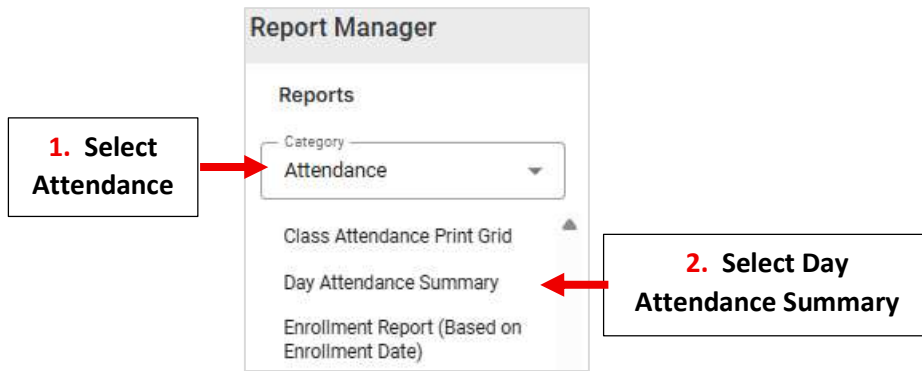 Report Manager
Reports
Category
Attendance
1. Select
Attendance
Class Attendance Print Grid
Day Attendance Summary
2. Select Day
Attendance Summary
Enrollment Report (Based on
Enrollment Date)